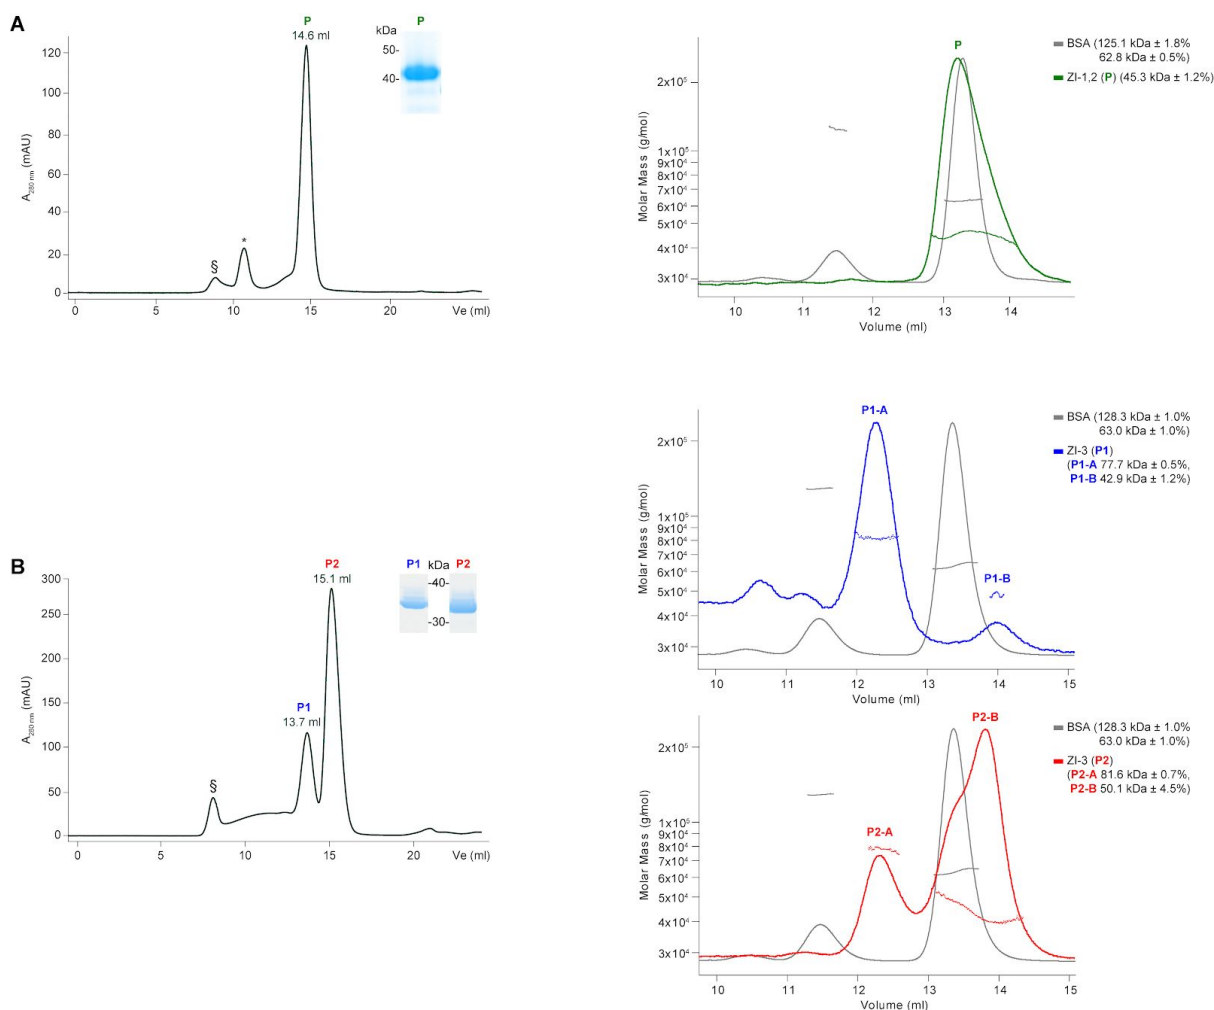 A
P
14.6 ml
120
100
80
60
40
20
0
A280 nm (mAU)
§
*
0
5
10
15
20
Ve (ml)
kDa
P
50-
40-
P
2x10⁵
1x10⁵
9x10⁴
8x10⁴
7x10⁴
6x10⁴
5x10⁴
4x10⁴
3x10⁴
Molar Mass (g/mol)
10
11
12
13
14
Volume (ml)
BSA (125.1 kDa ± 1.8%
62.8 kDa ± 0.5%)
ZI-1,2 (P) (45.3 kDa ± 1.2%)
P1-A
P1-B
2x10⁵
1x10⁵
9x10⁴
8x10⁴
7x10⁴
6x10⁴
5x10⁴
4x10⁴
3x10⁴
Molar Mass (g/mol)
10
11
12
13
14
15
Volume (ml)
BSA (128.3 kDa ± 1.0%
63.0 kDa ± 1.0%)
ZI-3 (P1)
(P1-A 77.7 kDa ± 0.5%,
P1-B 42.9 kDa ± 1.2%)
B
P2
15.1 ml
P1
13.7 ml
§
300
250
200
150
100
50
0
A280 nm (mAU)
0
5
10
15
20
Ve (ml)
P1 kDa P2
-40-
-30-
P2-B
P2-A
2x10⁵
1x10⁵
9x10⁴
8x10⁴
7x10⁴
6x10⁴
5x10⁴
4x10⁴
3x10⁴
Molar Mass (g/mol)
10
11
12
13
14
15
Volume (ml)
BSA (128.3 kDa ± 1.0%
63.0 kDa ± 1.0%)
ZI-3 (P2)
(P2-A 81.6 kDa ± 0.7%,
P2-B 50.1 kDa ± 4.5%)